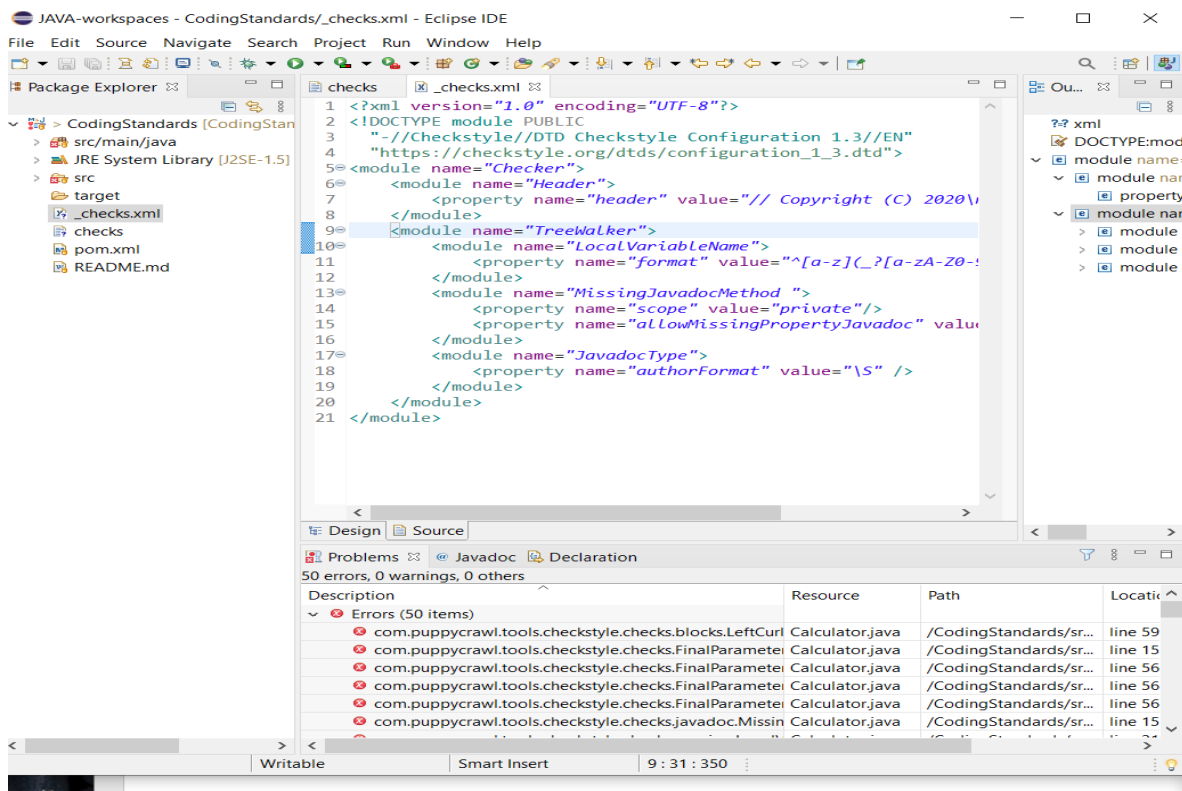 JAVA-workspaces - CodingStandards/_checks.xml - Eclipse IDE
File Edit Source Navigate Search Project Run Window Help
Package Explorer
> CodingStandards [CodingStan
src/main/java
JRE System Library [J2SE-1.5]
src
target
_checks.xml
checks
pom.xml
README.md
checks _checks.xml
1 <?xml version="1.0" encoding="UTF-8"?>
2 <!DOCTYPE module PUBLIC
3 "-//Checkstyle//DTD Checkstyle Configuration 1.3//EN"
4 "https://checkstyle.org/dtds/configuration_1_3.dtd">
5 <module name="Checker">
6 <module name="Header">
7 <property name="header" value="// Copyright (C) 2020\
8 </module>
9 <module name="TreeWalker">
10 <module name="LocalVariableName">
11 <property name="format" value="^[a-z](_?[a-zA-Z0-
12 </module>
13 <module name="MissingJavadocMethod ">
14 <property name="scope" value="private"/>
15 <property name="allowMissingPropertyJavadoc" valu
16 </module>
17 <module name="JavadocType">
18 <property name="authorFormat" value="\S" />
19 </module>
20 </module>
21 </module>
Design Source
Ou...
?=? xml
DOCTYPE:mod
module name=
module nar
property
module nar
module
module
module
Problems Javadoc Declaration
50 errors, 0 warnings, 0 others
Description Resource Path Locatic
Errors (50 items)
com.puppycrawl.tools.checkstyle.checks.blocks.LeftCurl Calculator.java /CodingStandards/sr... line 59
com.puppycrawl.tools.checkstyle.checks.FinalParamete Calculator.java /CodingStandards/sr... line 15
com.puppycrawl.tools.checkstyle.checks.FinalParamete Calculator.java /CodingStandards/sr... line 56
com.puppycrawl.tools.checkstyle.checks.FinalParamete Calculator.java /CodingStandards/sr... line 56
com.puppycrawl.tools.checkstyle.checks.FinalParamete Calculator.java /CodingStandards/sr... line 56
com.puppycrawl.tools.checkstyle.checks.javadoc.Missin Calculator.java /CodingStandards/sr... line 15
Writable Smart Insert 9 : 31 : 350